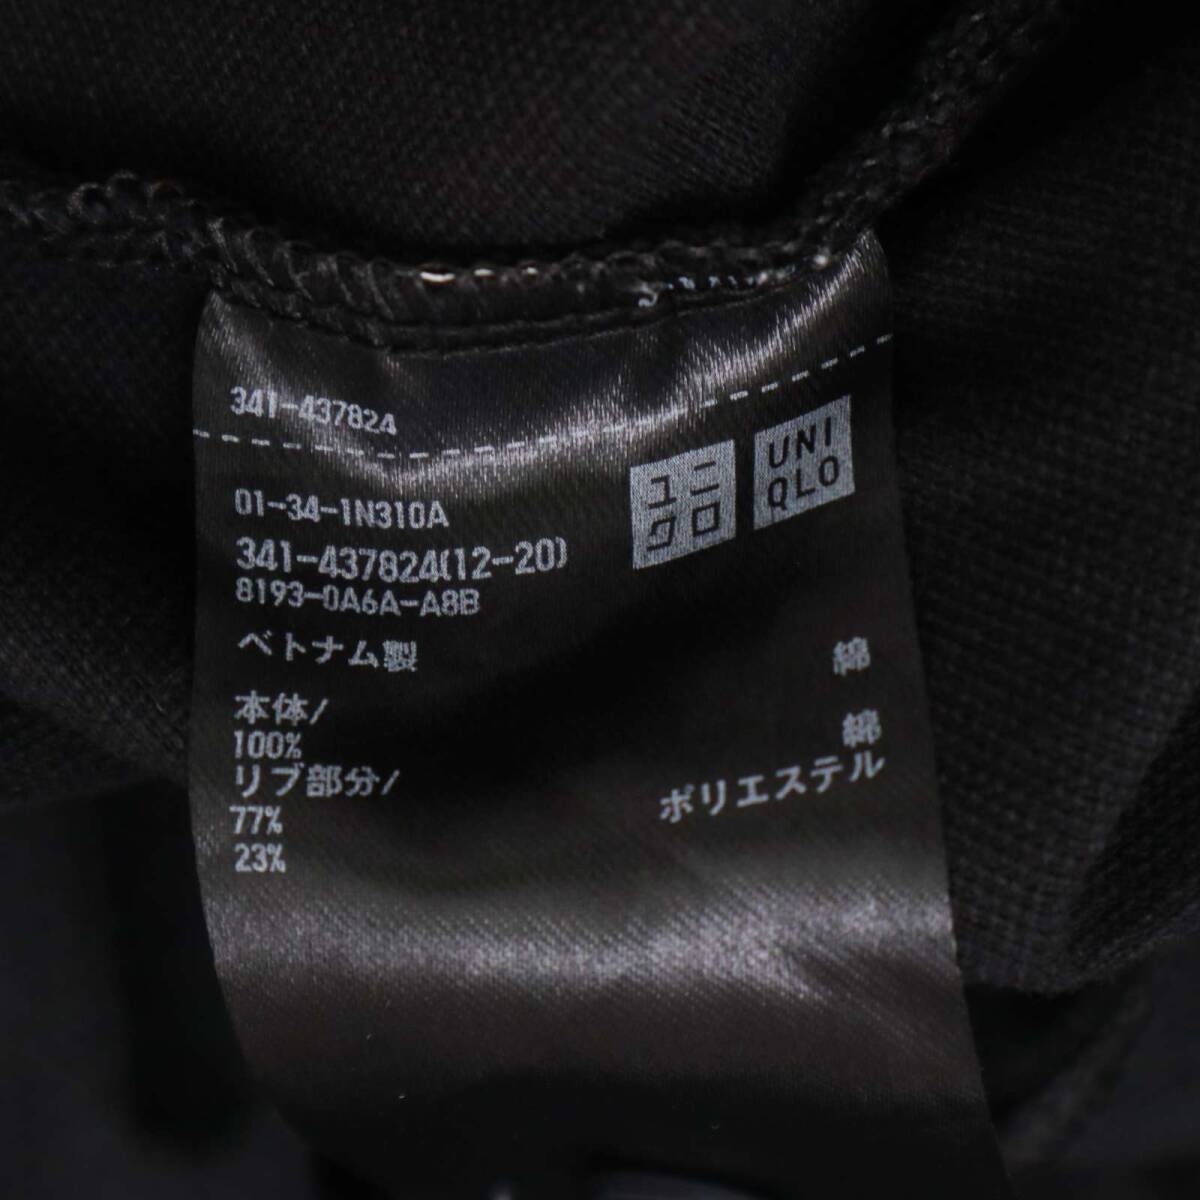 341-437824
ユニ
クロ
UNI
QLO
01-34-1N310A
341-437824(12-20)
8193-0A6A-A8B
ベトナム製
本体/
100% 綿
リブ部分/
77% 綿
23% ポリエステル